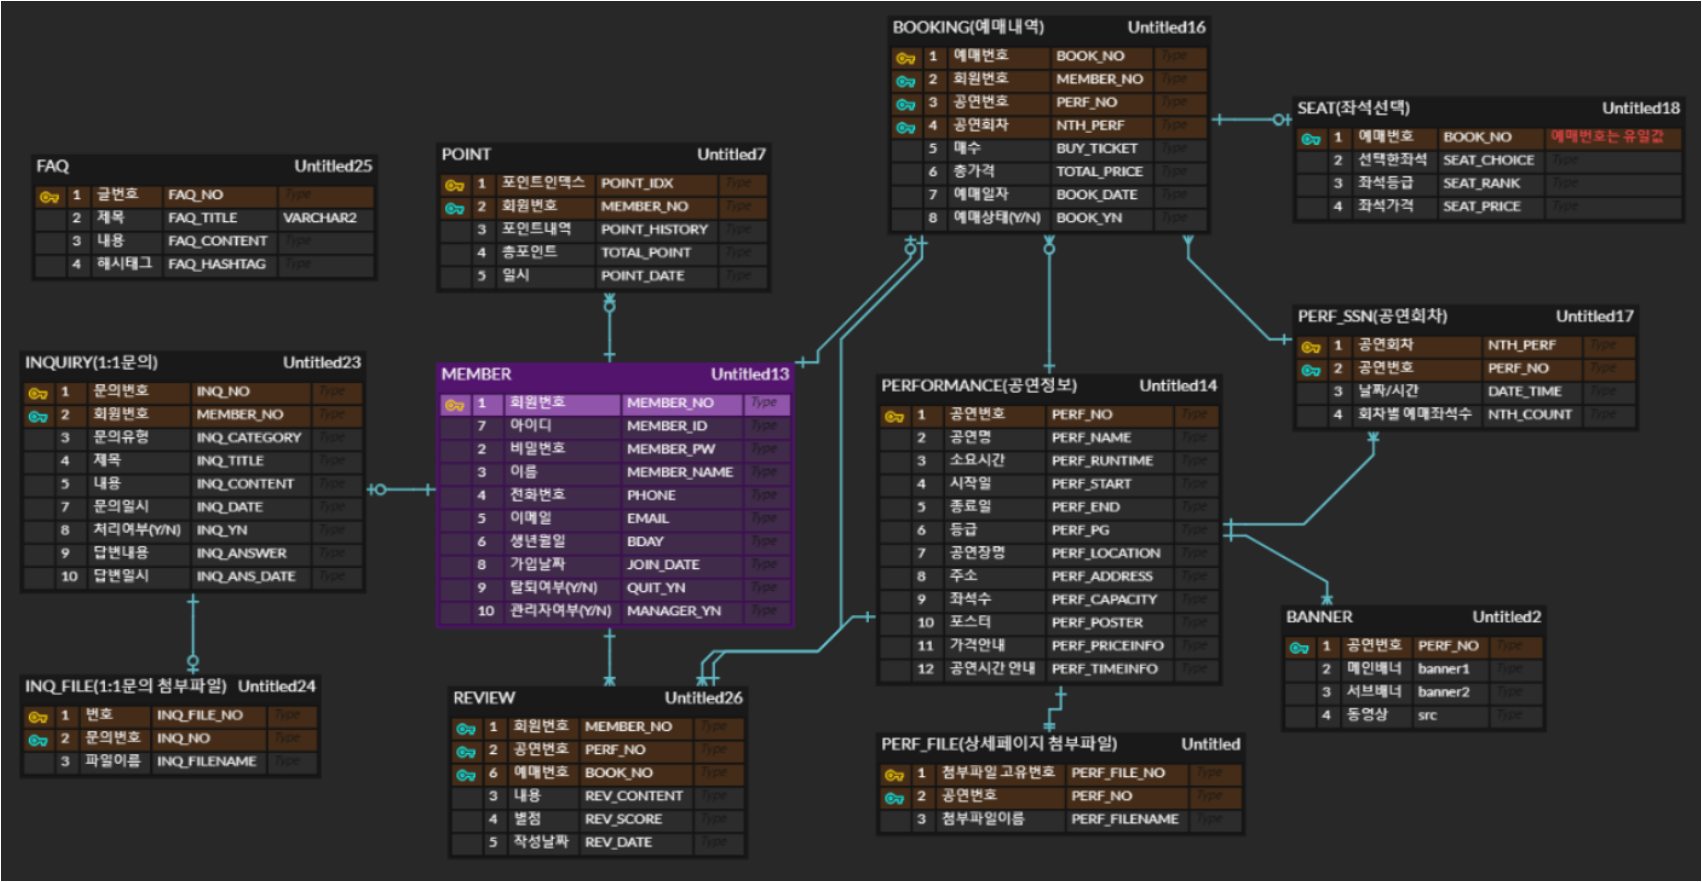 BOOKING(예매내역) Untitled16
1 예매번호 BOOK_NO Type
2 회원번호 MEMBER_NO Type
3 공연번호 PERF_NO Type
4 공연회차 NTH_PERF Type
5 매수 BUY_TICKET Type
6 총가격 TOTAL_PRICE Type
7 예매일자 BOOK_DATE Type
8 예매상태(Y/N) BOOK_YN Type
SEAT(좌석선택) Untitled18
1 예매번호 BOOK_NO 예매번호는 유일값
2 선택한좌석 SEAT_CHOICE Type
3 좌석등급 SEAT_RANK Type
4 좌석가격 SEAT_PRICE Type
FAQ Untitled25
1 글번호 FAQ_NO Type
2 제목 FAQ_TITLE VARCHAR2
3 내용 FAQ_CONTENT Type
4 해시태그 FAQ_HASHTAG Type
POINT Untitled7
1 포인트인덱스 POINT_IDX Type
2 회원번호 MEMBER_NO Type
3 포인트내역 POINT_HISTORY Type
4 총포인트 TOTAL_POINT Type
5 일시 POINT_DATE Type
PERF_SSN(공연회차) Untitled17
1 공연회차 NTH_PERF Type
2 공연번호 PERF_NO Type
3 날짜/시간 DATE_TIME Type
4 회차별 예매좌석수 NTH_COUNT Type
INQUIRY(1:1문의) Untitled23
1 문의번호 INQ_NO Type
2 회원번호 MEMBER_NO Type
3 문의유형 INQ_CATEGORY Type
4 제목 INQ_TITLE Type
5 내용 INQ_CONTENT Type
7 문의일시 INQ_DATE Type
8 처리여부(Y/N) INQ_YN Type
9 답변내용 INQ_ANSWER Type
10 답변일시 INQ_ANS_DATE Type
MEMBER Untitled13
1 회원번호 MEMBER_NO Type
7 아이디 MEMBER_ID Type
2 비밀번호 MEMBER_PW Type
3 이름 MEMBER_NAME Type
4 전화번호 PHONE Type
5 이메일 EMAIL Type
6 생년월일 BDAY Type
8 가입날짜 JOIN_DATE Type
9 탈퇴여부(Y/N) QUIT_YN Type
10 관리자여부(Y/N) MANAGER_YN Type
PERFORMANCE(공연정보) Untitled14
1 공연번호 PERF_NO Type
2 공연명 PERF_NAME Type
3 소요시간 PERF_RUNTIME Type
4 시작일 PERF_START Type
5 종료일 PERF_END Type
6 등급 PERF_PG Type
7 공연장명 PERF_LOCATION Type
8 주소 PERF_ADDRESS Type
9 좌석수 PERF_CAPACITY Type
10 포스터 PERF_POSTER Type
11 가격안내 PERF_PRICEINFO Type
12 공연시간 안내 PERF_TIMEINFO Type
BANNER Untitled2
1 공연번호 PERF_NO Type
2 메인배너 banner1 Type
3 서브배너 banner2 Type
4 동영상 src Type
INQ_FILE(1:1문의 첨부파일) Untitled24
1 번호 INQ_FILE_NO Type
2 문의번호 INQ_NO Type
3 파일이름 INQ_FILENAME Type
REVIEW Untitled26
1 회원번호 MEMBER_NO Type
2 공연번호 PERF_NO Type
6 예매번호 BOOK_NO Type
3 내용 REV_CONTENT Type
4 별점 REV_SCORE Type
5 작성날짜 REV_DATE Type
PERF_FILE(상세페이지 첨부파일) Untitled
1 첨부파일 고유번호 PERF_FILE_NO Type
2 공연번호 PERF_NO Type
3 첨부파일이름 PERF_FILENAME Type